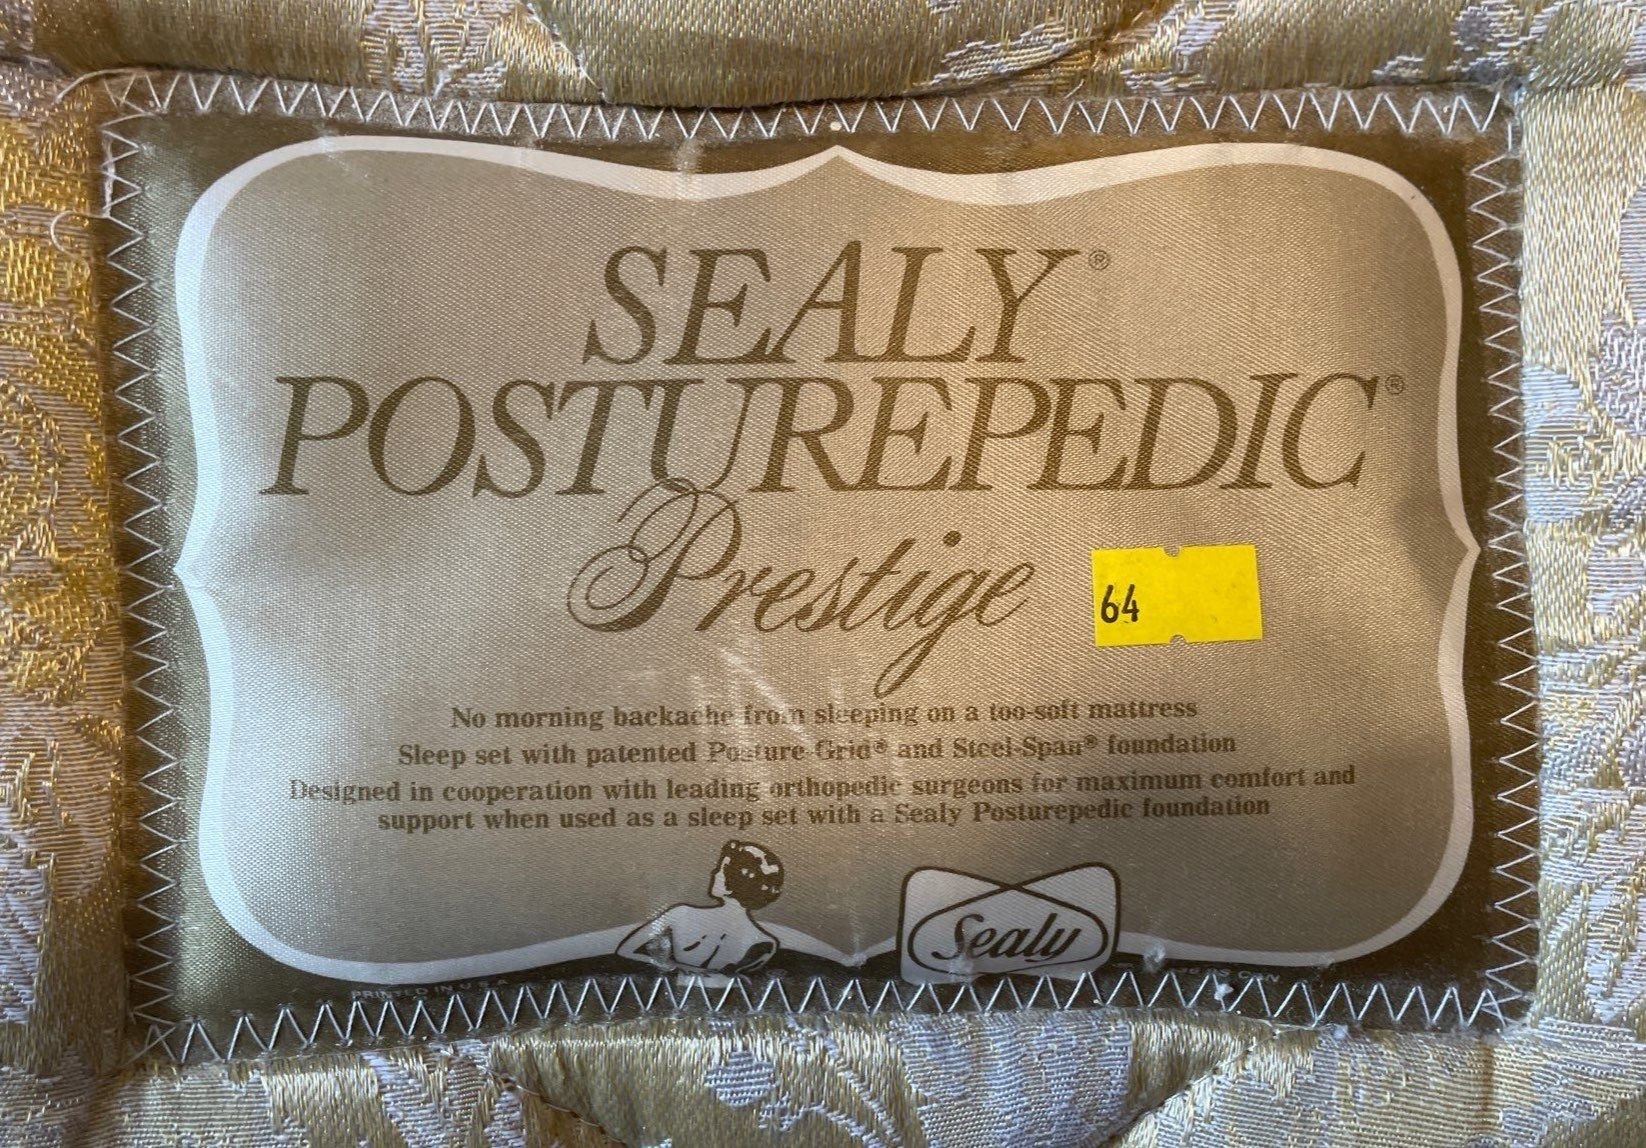 SEALY®
POSTUREPEDIC®
Prestige
64
No morning backache from sleeping on a too-soft mattress
Sleep set with patented Posture-Grid® and Steel-Span® foundation
Designed in cooperation with leading orthopedic surgeons for maximum comfort and
support when used as a sleep set with a Sealy Posturepedic foundation
Sealy
PRINTED IN U.S.A.